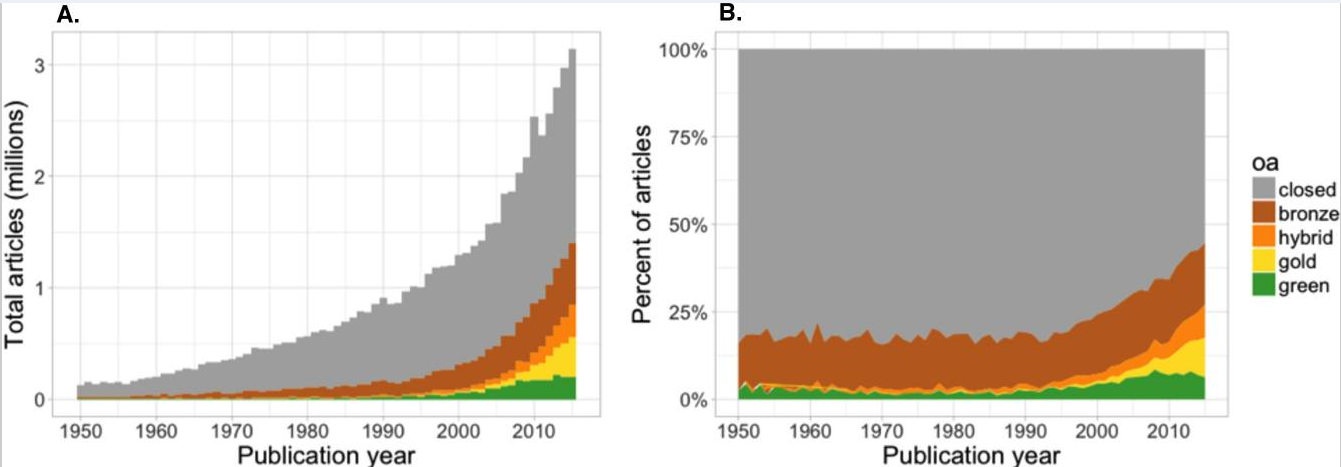 A.
Total articles (millions)
3
2
1
0
1950 1960 1970 1980 1990 2000 2010
Publication year
B.
Percent of articles
100%
75%
50%
25%
0%
1950 1960 1970 1980 1990 2000 2010
Publication year
oa
closed
bronze
hybrid
gold
green